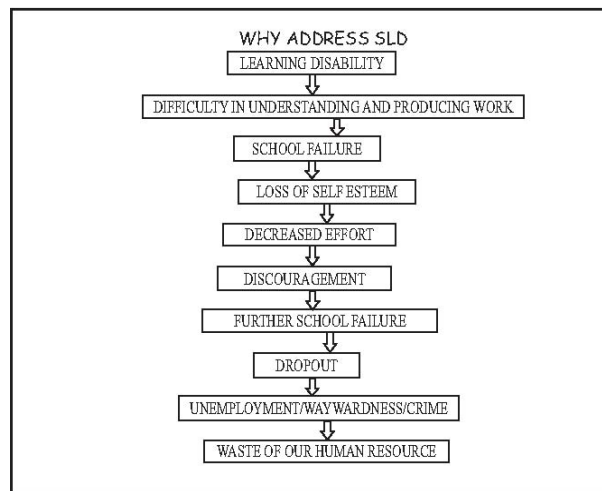 WHY ADDRESS SLD
LEARNING DISABILITY
DIFFICULTY IN UNDERSTANDING AND PRODUCING WORK
SCHOOL FAILURE
LOSS OF SELF ESTEEM
DECREASED EFFORT
DISCOURAGEMENT
FURTHER SCHOOL FAILURE
DROPOUT
UNEMPLOYMENT/WAYWARDNESS/CRIME
WASTE OF OUR HUMAN RESOURCE